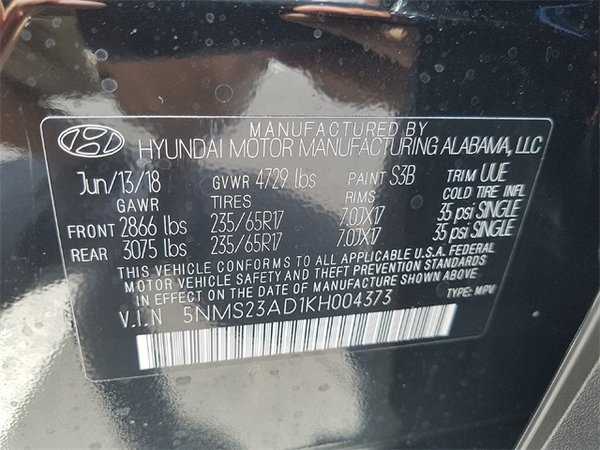 MANUFACTURED BY
HYUNDAI MOTOR MANUFACTURING ALABAMA, LLC
Jun/13/18 GVWR 4729 lbs PAINT S3B TRIM UUE
GAWR TIRES RIMS COLD TIRE INFL
FRONT 2866 lbs 235/65R17 7.0JX17 35 psi SINGLE
REAR 3075 lbs 235/65R17 7.0JX17 35 psi SINGLE
THIS VEHICLE CONFORMS TO ALL APPLICABLE U.S.A. FEDERAL
MOTOR VEHICLE SAFETY AND THEFT PREVENTION STANDARDS
IN EFFECT ON THE DATE OF MANUFACTURE SHOWN ABOVE
V.I.N 5NMS23AD1KH004373 TYPE: MPV